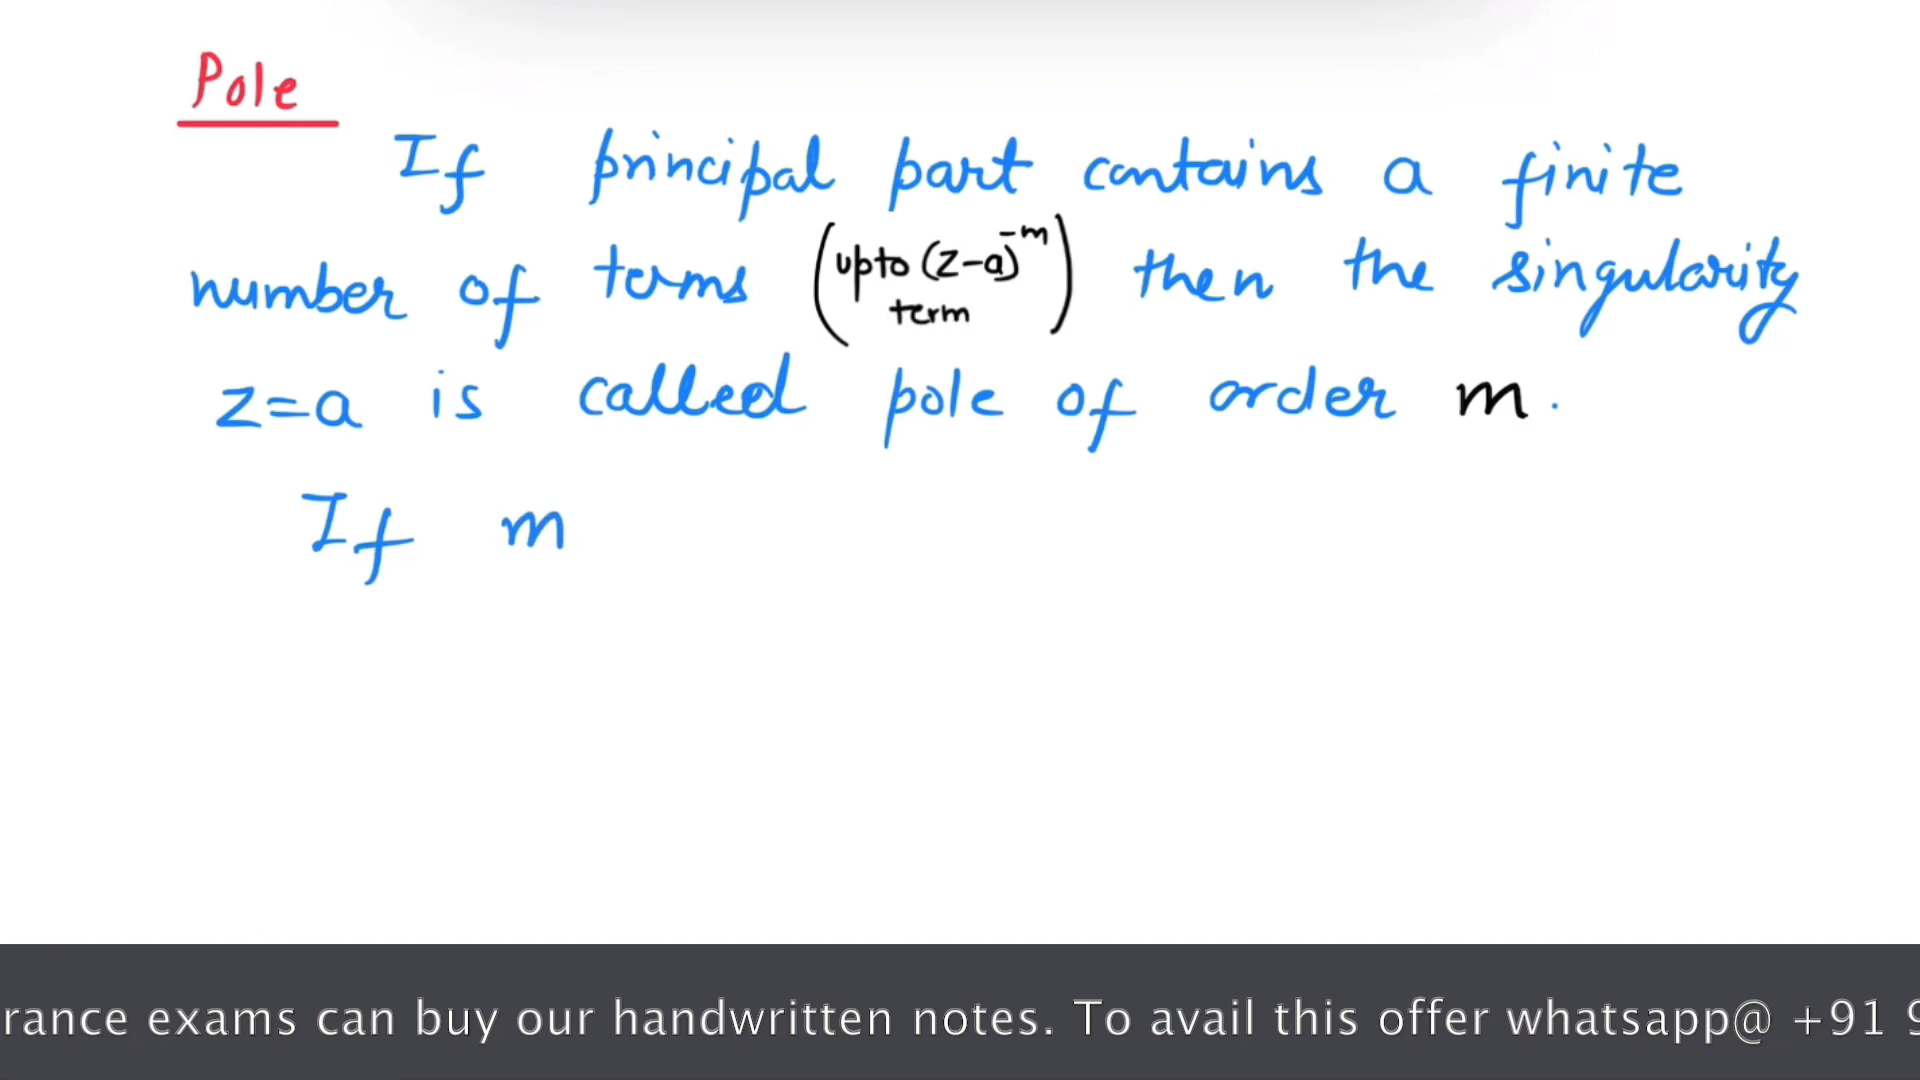 Pole
If principal part contains a finite
number of terms (upto (z-a)^-m term) then the singularity
z=a is called pole of order m.
If m
rance exams can buy our handwritten notes. To avail this offer whatsapp@ +91 9